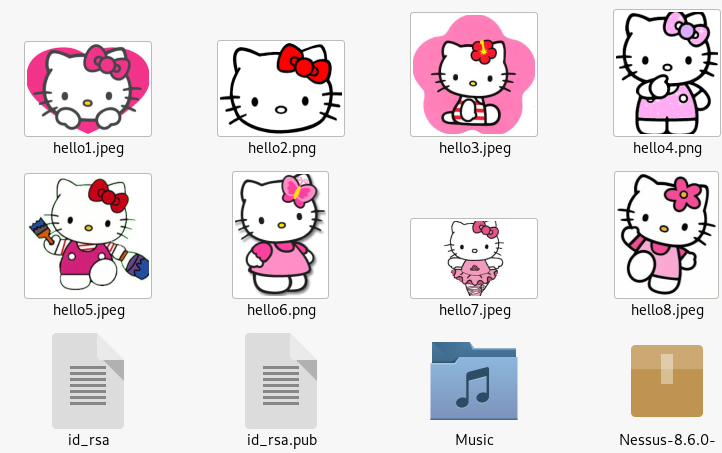 hello1.jpeg
hello2.png
hello3.jpeg
hello4.png
hello5.jpeg
hello6.png
hello7.jpeg
hello8.jpeg
id_rsa
id_rsa.pub
Music
Nessus-8.6.0-